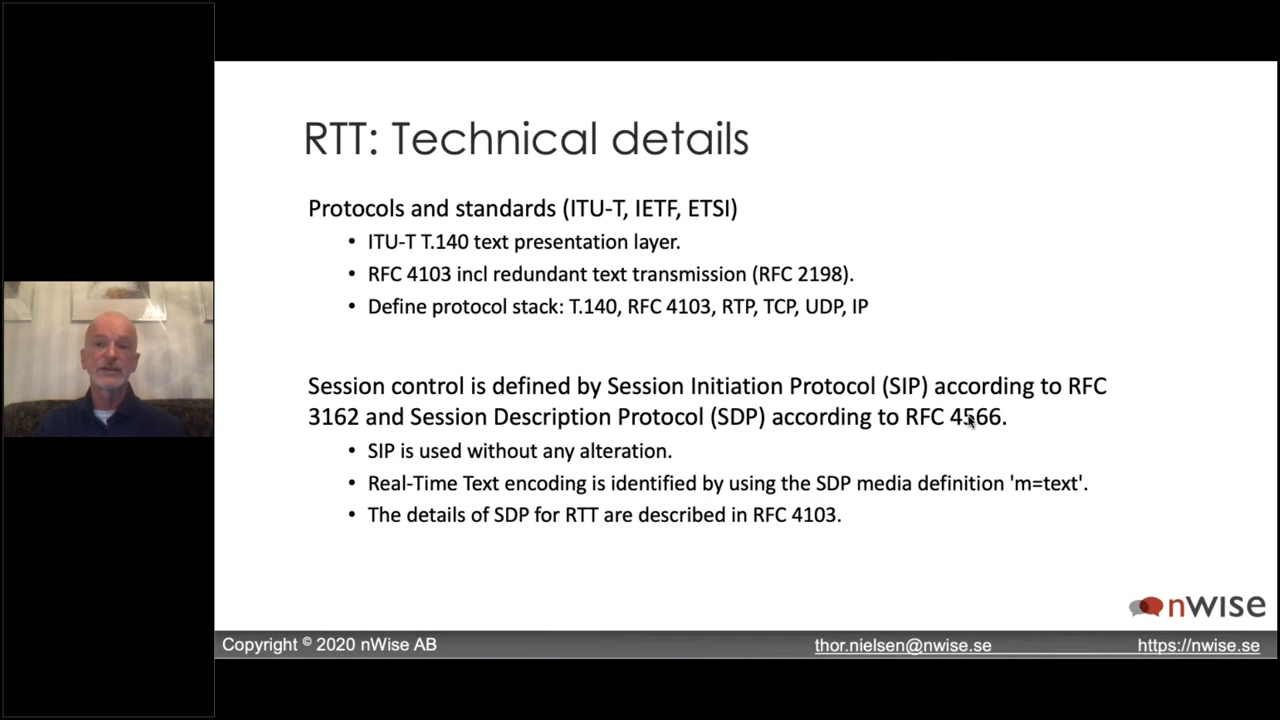 RTT: Technical details
Protocols and standards (ITU-T, IETF, ETSI)
• ITU-T T.140 text presentation layer.
• RFC 4103 incl redundant text transmission (RFC 2198).
• Define protocol stack: T.140, RFC 4103, RTP, TCP, UDP, IP
Session control is defined by Session Initiation Protocol (SIP) according to RFC
3162 and Session Description Protocol (SDP) according to RFC 4566.
• SIP is used without any alteration.
• Real-Time Text encoding is identified by using the SDP media definition 'm=text'.
• The details of SDP for RTT are described in RFC 4103.
nWISE
Copyright © 2020 nWise AB
thor.nielsen@nwise.se
https://nwise.se